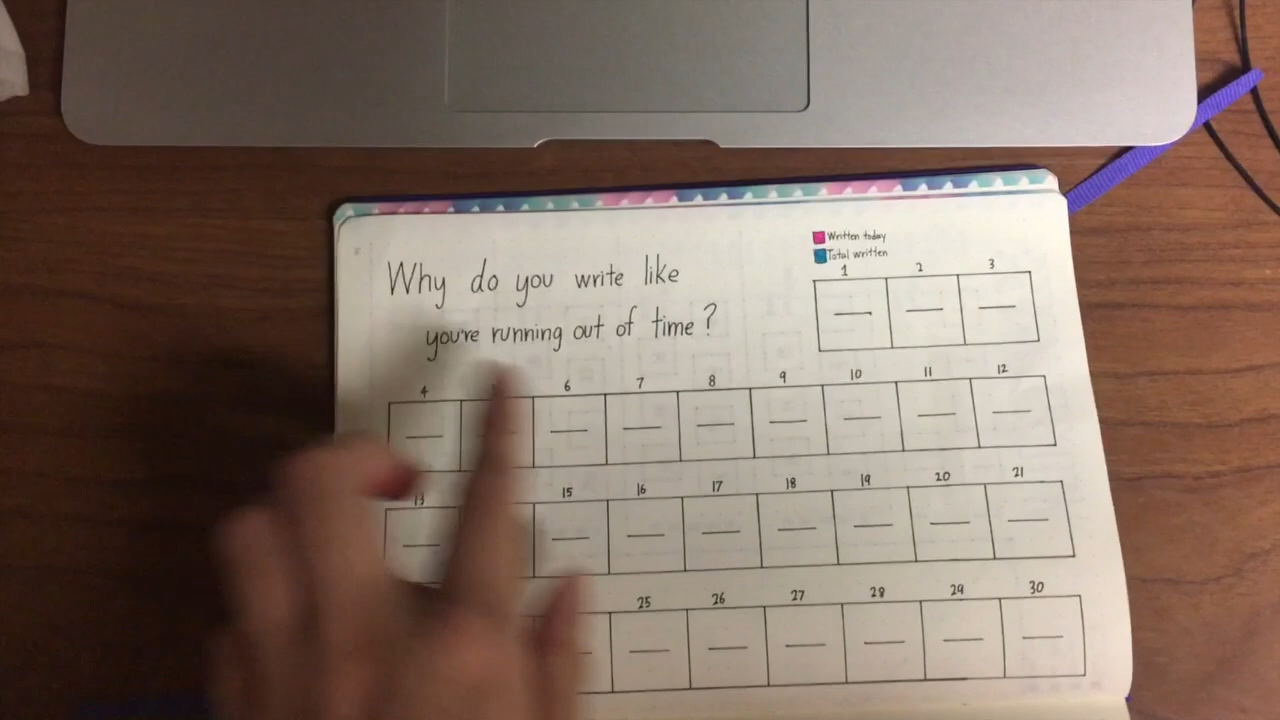 Why do you write like
you're running out of time?
Written today
Total written
1 2 3
4 6 7 8 9 10 11 12
13 15 16 17 18 19 20 21
25 26 27 28 29 30